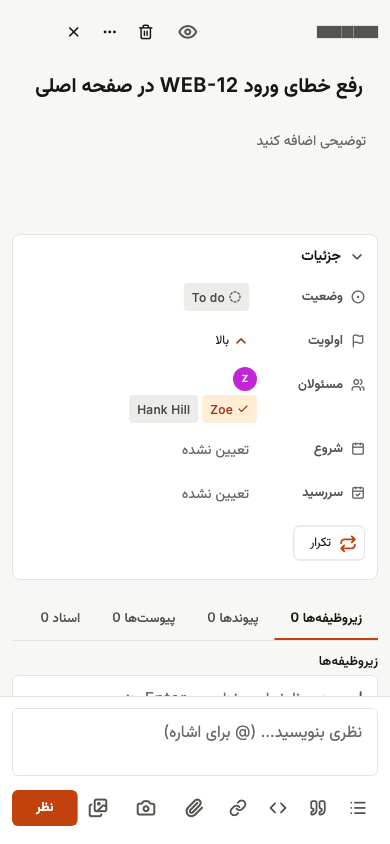 رفع خطای ورود WEB-12 در صفحه اصلی
توضیحی اضافه کنید
جزئیات
وضعیت To do
اولویت بالا
مسئولان Z
Zoe Hank Hill
شروع تعیین نشده
سررسید تعیین نشده
تکرار
زیروظیفه‌ها 0 پیوندها 0 پیوست‌ها 0 اسناد 0
زیروظیفه‌ها
نظری بنویسید... (@ برای اشاره)
نظر